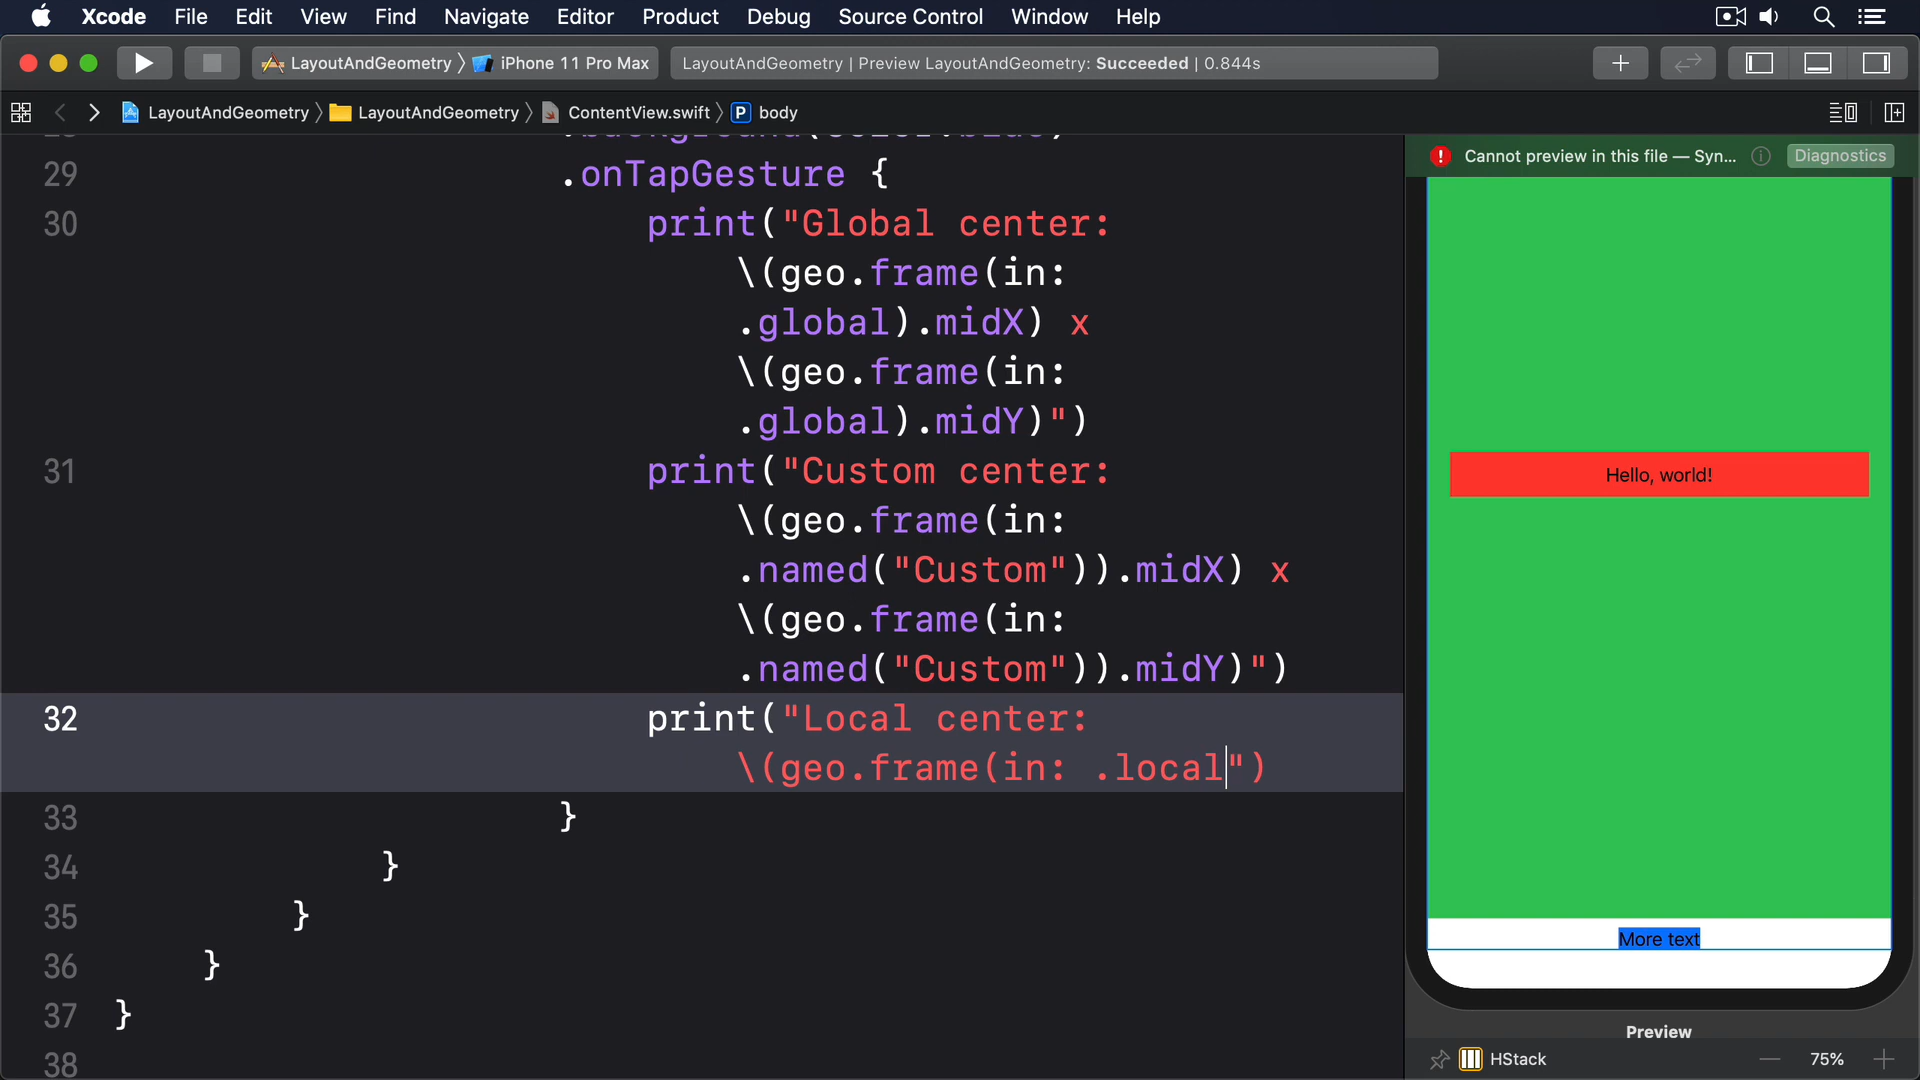 Xcode File Edit View Find Navigate Editor Product Debug Source Control Window Help
LayoutAndGeometry iPhone 11 Pro Max LayoutAndGeometry | Preview LayoutAndGeometry: Succeeded | 0.844s
LayoutAndGeometry LayoutAndGeometry ContentView.swift P body
29 .onTapGesture {
30 print("Global center:
\(geo.frame(in:
.global).midX) x
\(geo.frame(in:
.global).midY)")
31 print("Custom center:
\(geo.frame(in:
.named("Custom")).midX) x
\(geo.frame(in:
.named("Custom")).midY)")
32 print("Local center:
\(geo.frame(in: .local")
33 }
34 }
35 }
36 }
37 }
38
Cannot preview in this file — Syn... Diagnostics
Hello, world!
More text
Preview
HStack 75%